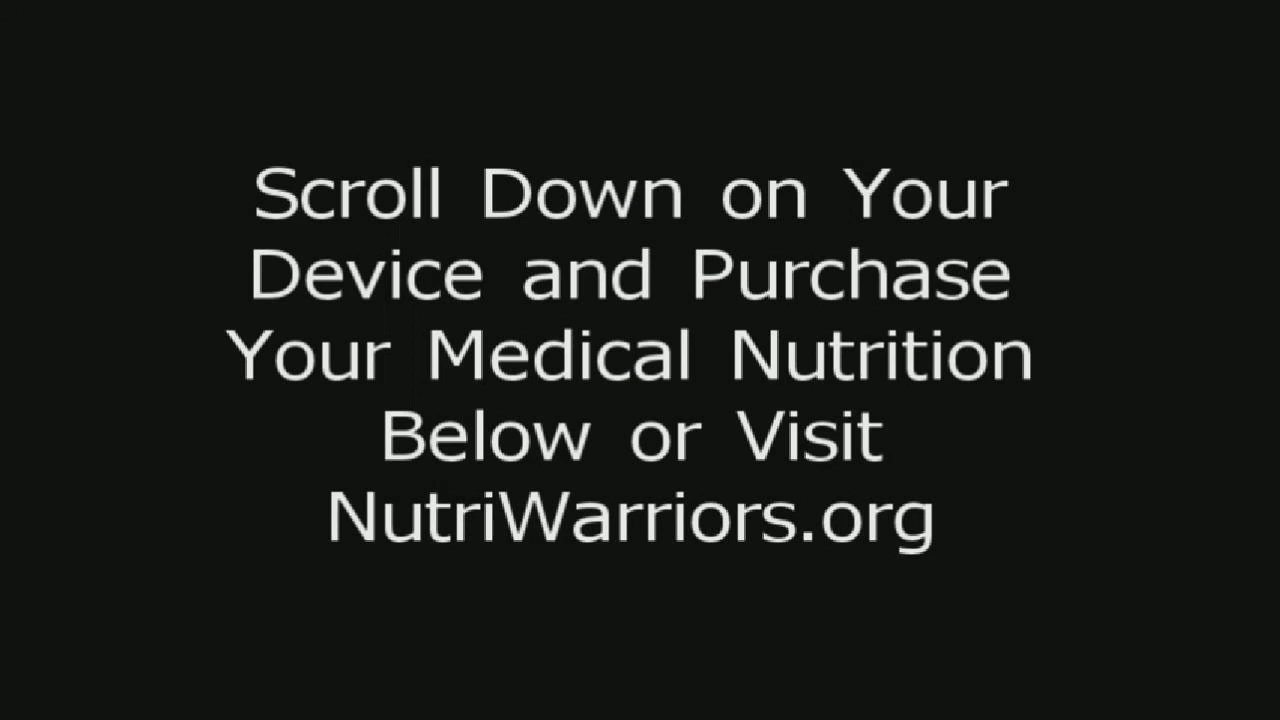 Scroll Down on Your
Device and Purchase
Your Medical Nutrition
Below or Visit
NutriWarriors.org